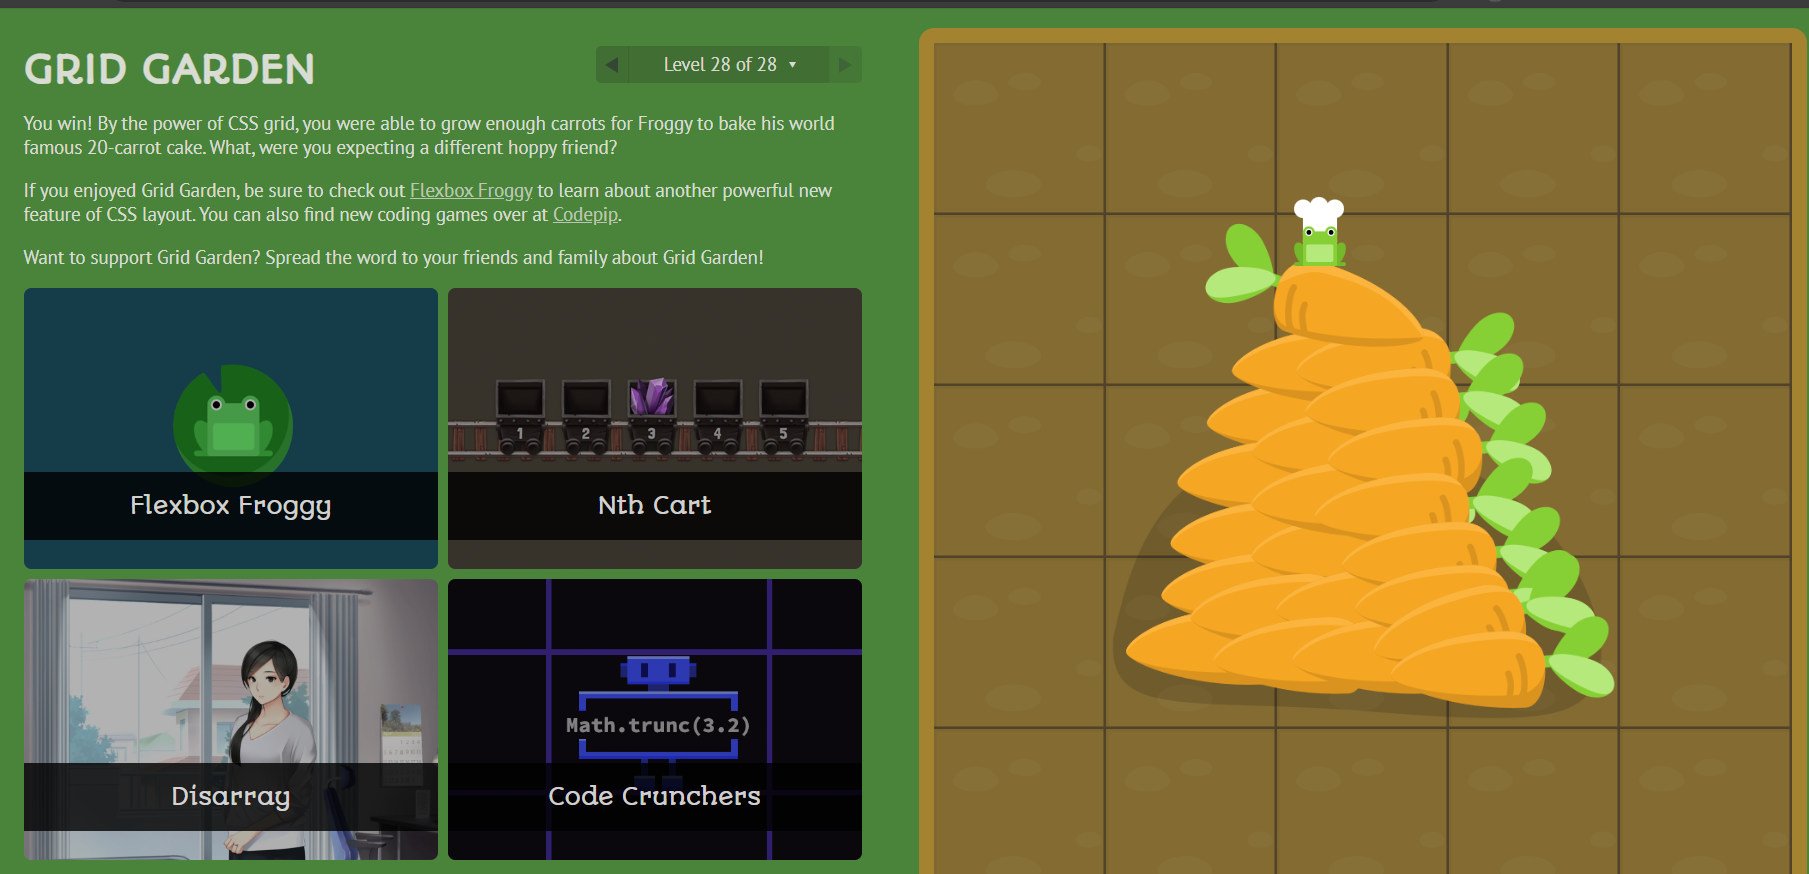 GRID GARDEN
Level 28 of 28
You win! By the power of CSS grid, you were able to grow enough carrots for Froggy to bake his world
famous 20-carrot cake. What, were you expecting a different hoppy friend?
If you enjoyed Grid Garden, be sure to check out Flexbox Froggy to learn about another powerful new
feature of CSS layout. You can also find new coding games over at Codepip.
Want to support Grid Garden? Spread the word to your friends and family about Grid Garden!
Flexbox Froggy
1 2 3 4 5
Nth Cart
Disarray
Math.trunc(3.2)
Code Crunchers